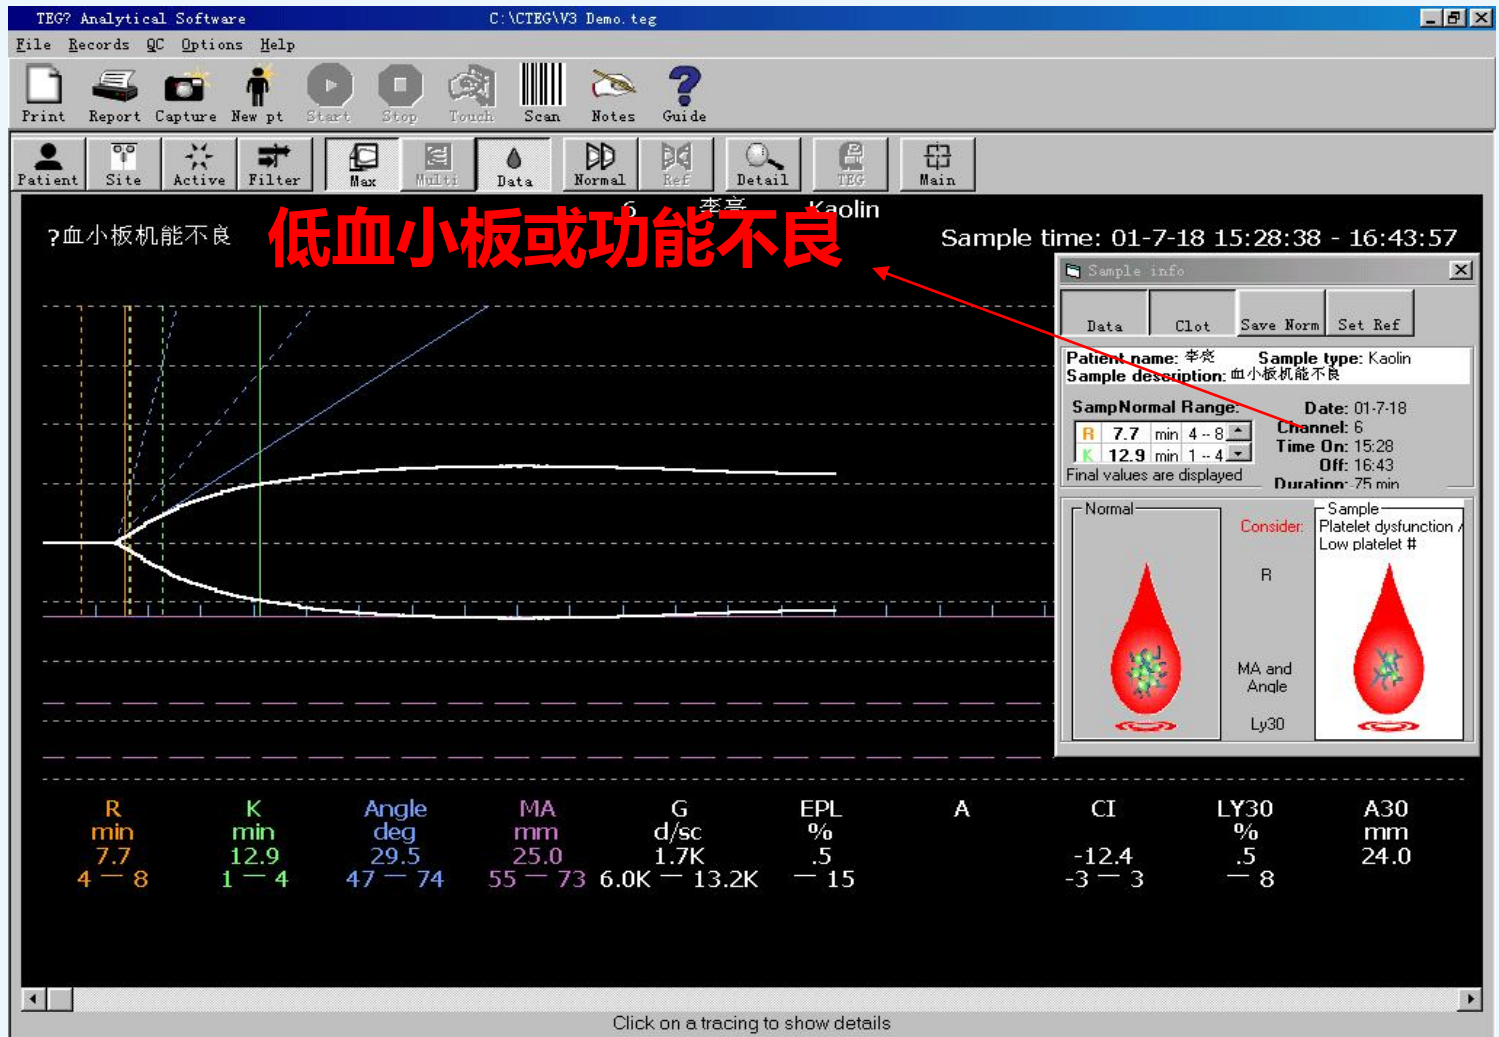 TEG? Analytical Software C:\CTEG\V3 Demo.teg
File Records QC Options Help
Print Report Capture New pt Start Stop Touch Scan Notes Guide
Patient Site Active Filter Max Multi Data Normal Ref Detail TEG Main
6 李亮 Kaolin
?血小板机能不良
低血小板或功能不良
Sample time: 01-7-18 15:28:38 - 16:43:57
Sample info
Data Clot Save Norm Set Ref
Patient name: 李亮 Sample type: Kaolin
Sample description: 血小板机能不良
SampNormal Range:
R 7.7 min 4 -- 8
K 12.9 min 1 -- 4
Final values are displayed
Date: 01-7-18
Channel: 6
Time On: 15:28
Off: 16:43
Duration: 75 min
Normal
Consider:
Sample
Platelet dysfunction /
Low platelet #
R
MA and
Angle
Ly30
R K Angle MA G EPL A CI LY30 A30
min min deg mm d/sc % % mm
7.7 12.9 29.5 25.0 1.7K .5 -12.4 .5 24.0
4 — 8 1 — 4 47 — 74 55 — 73 6.0K — 13.2K — 15 -3 — 3 — 8
Click on a tracing to show details